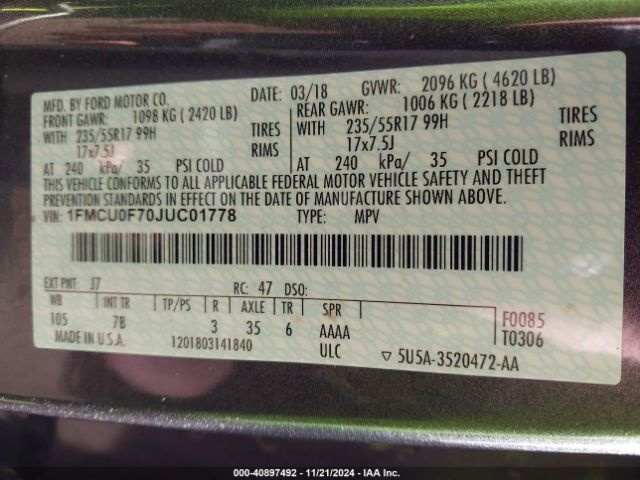 MFD. BY FORD MOTOR CO.
DATE: 03/18 GVWR: 2096 KG ( 4620 LB)
FRONT GAWR: 1098 KG ( 2420 LB)
REAR GAWR: 1006 KG ( 2218 LB)
WITH 235/55R17 99H TIRES
WITH 235/55R17 99H TIRES
17x7.5J RIMS
17x7.5J RIMS
AT 240 kPa/ 35 PSI COLD
AT 240 kPa/ 35 PSI COLD
THIS VEHICLE CONFORMS TO ALL APPLICABLE FEDERAL MOTOR VEHICLE SAFETY AND THEFT
PREVENTION STANDARDS IN EFFECT ON THE DATE OF MANUFACTURE SHOWN ABOVE.
VIN: 1FMCU0F70JUC01778 TYPE: MPV
EXT PNT: J7 RC: 47 DSO:
WB INT TR TP/PS R AXLE TR SPR
105 7B 3 35 6 AAAA
F0085
T0306
MADE IN U.S.A. 1201803141840 ULC ▽ 5U5A-3520472-AA
000-40897492 - 11/21/2024 - IAA Inc.